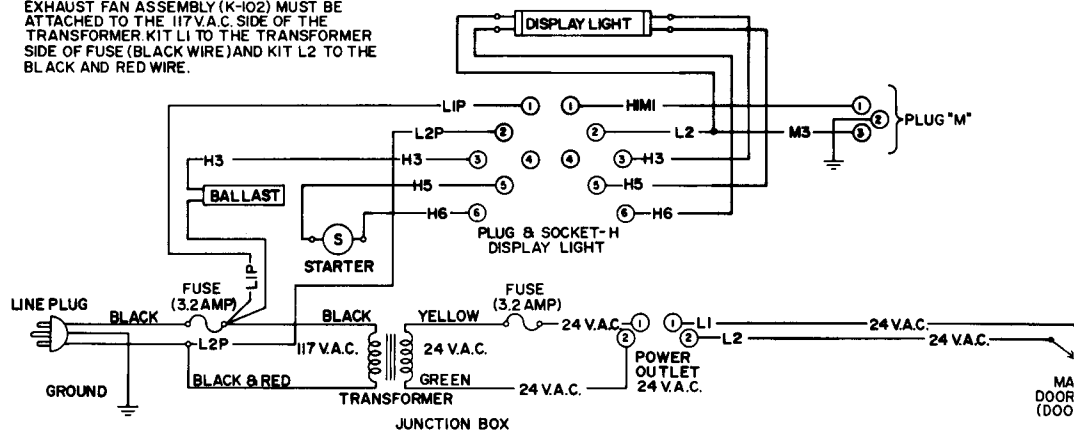 EXHAUST FAN ASSEMBLY (K-102) MUST BE
ATTACHED TO THE 117 V.A.C. SIDE OF THE
TRANSFORMER. KIT L1 TO THE TRANSFORMER
SIDE OF FUSE (BLACK WIRE) AND KIT L2 TO THE
BLACK AND RED WIRE.
DISPLAY LIGHT
L1P 1 1 H1M1 1
2 PLUG "M"
L2P 2 2 L2 M3 3
H3 H3 3 4 4 3 H3
BALLAST
H5 5 5 H5
H6 6 6 H6
S
STARTER
PLUG & SOCKET-H
DISPLAY LIGHT
L1P
LINE PLUG
FUSE
(3.2 AMP)
BLACK
L2P
BLACK & RED
GROUND
BLACK
117 V.A.C.
YELLOW
24 V.A.C.
GREEN
TRANSFORMER
JUNCTION BOX
FUSE
(3.2 AMP)
24 V.A.C. 1 1 L1 24 V.A.C.
2 2 L2 24 V.A.C.
24 V.A.C.
POWER
OUTLET
24 V.A.C.
MA
DOOR
(DOO